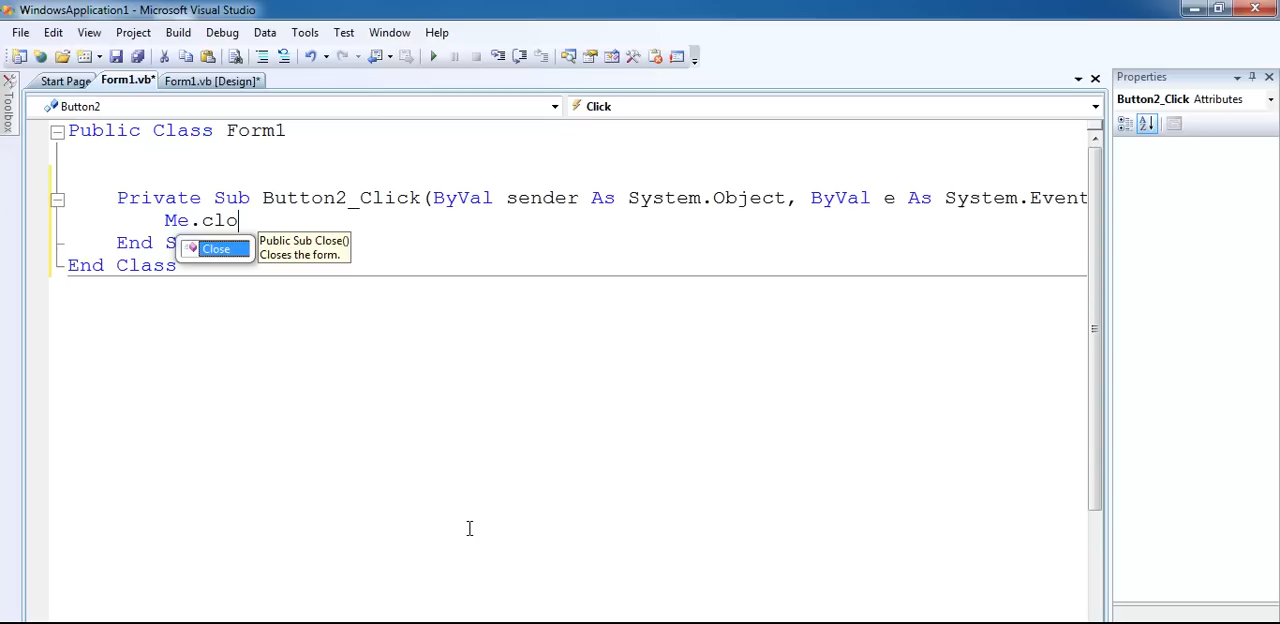 WindowsApplication1 - Microsoft Visual Studio
File Edit View Project Build Debug Data Tools Test Window Help
Toolbox
Start Page Form1.vb* Form1.vb [Design]*
Button2 Click
Public Class Form1
Private Sub Button2_Click(ByVal sender As System.Object, ByVal e As System.Event
Me.clo
End S
Close
Public Sub Close()
Closes the form.
End Class
Properties
Button2_Click Attributes